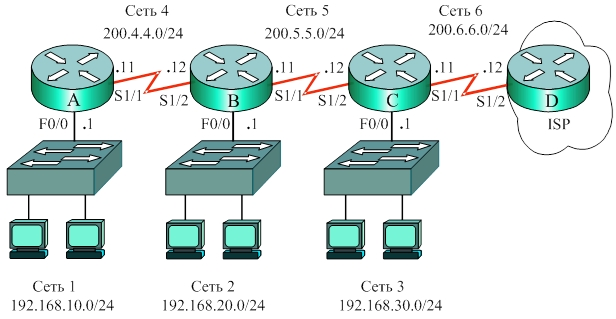 Сеть 4
200.4.4.0/24
Сеть 5
200.5.5.0/24
Сеть 6
200.6.6.0/24
.11
.12
.11
.12
.11
.12
A
S1/1
S1/2
B
S1/1
S1/2
C
S1/1
S1/2
D
ISP
F0/0
.1
F0/0
.1
F0/0
.1
Сеть 1
192.168.10.0/24
Сеть 2
192.168.20.0/24
Сеть 3
192.168.30.0/24